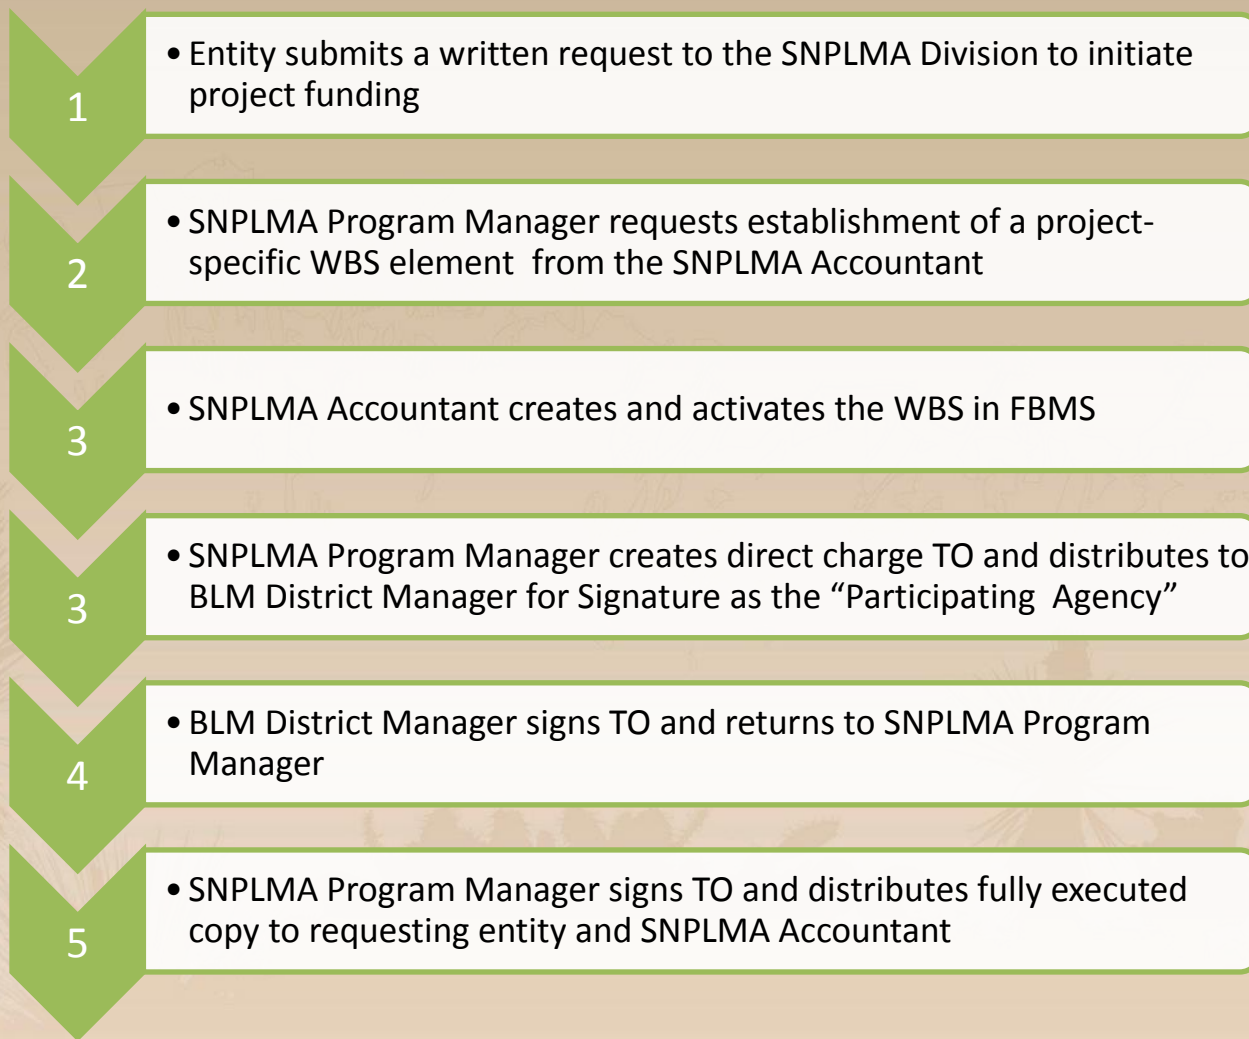 1
• Entity submits a written request to the SNPLMA Division to initiate
project funding
2
• SNPLMA Program Manager requests establishment of a project-
specific WBS element from the SNPLMA Accountant
3
• SNPLMA Accountant creates and activates the WBS in FBMS
3
• SNPLMA Program Manager creates direct charge TO and distributes to
BLM District Manager for Signature as the “Participating Agency”
4
• BLM District Manager signs TO and returns to SNPLMA Program
Manager
5
• SNPLMA Program Manager signs TO and distributes fully executed
copy to requesting entity and SNPLMA Accountant